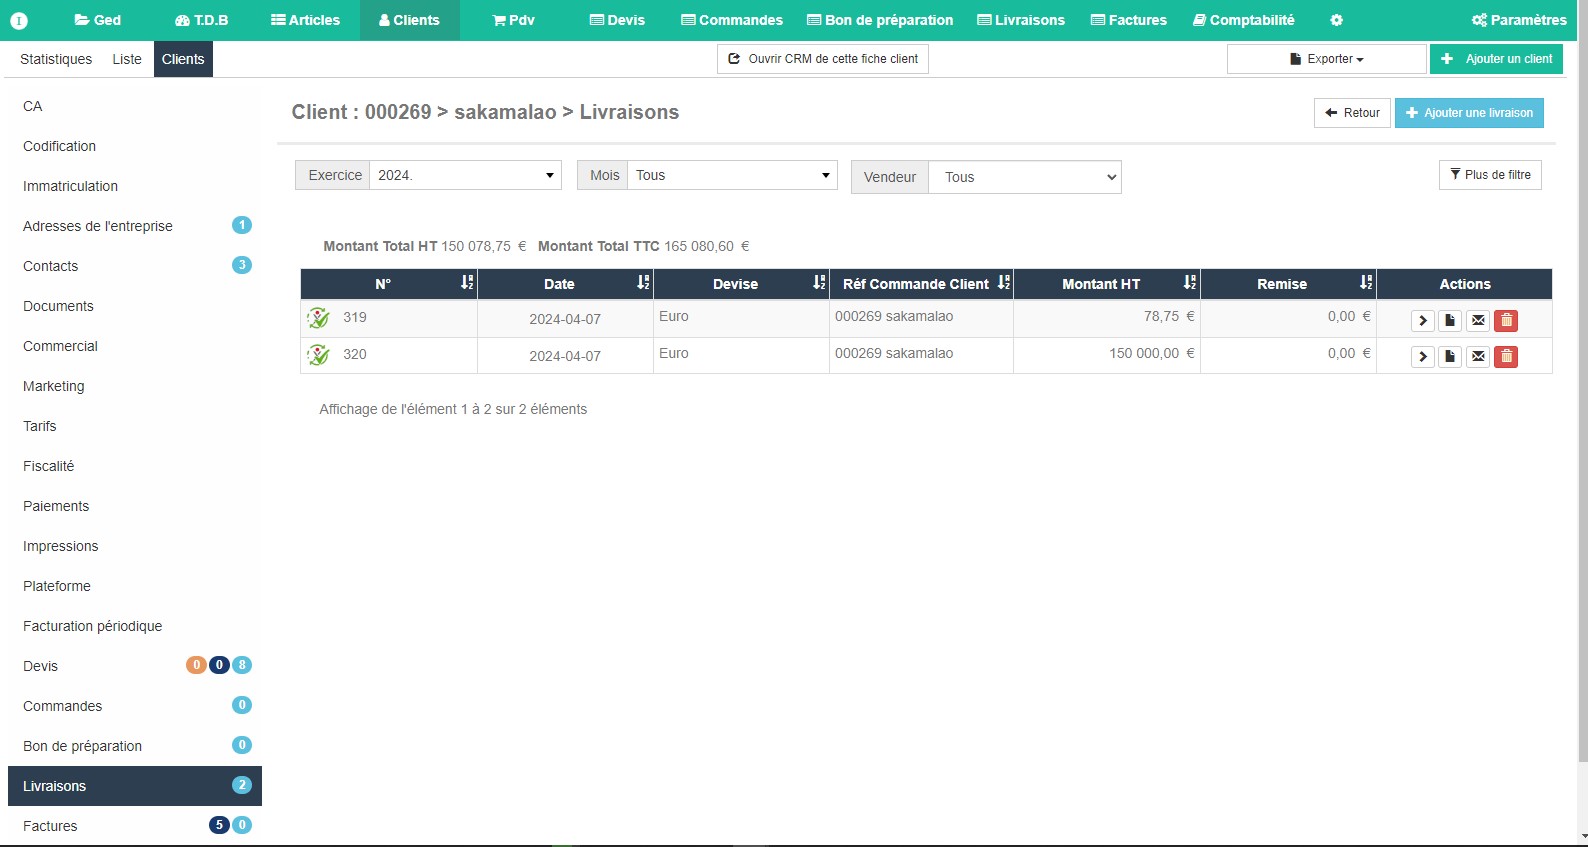 Ged T.D.B Articles Clients Pdv Devis Commandes Bon de préparation Livraisons Factures Comptabilité Paramètres
Statistiques Liste Clients Ouvrir CRM de cette fiche client Exporter Ajouter un client
CA
Codification
Immatriculation
Adresses de l'entreprise 1
Contacts 3
Documents
Commercial
Marketing
Tarifs
Fiscalité
Paiements
Impressions
Plateforme
Facturation périodique
Devis 0 0 8
Commandes 0
Bon de préparation 0
Livraisons 2
Factures 5 0
Client : 000269 > sakamalao > Livraisons
Retour Ajouter une livraison
Exercice 2024. Mois Tous Vendeur Tous Plus de filtre
Montant Total HT 150 078,75 € Montant Total TTC 165 080,60 €
N° Date Devise Réf Commande Client Montant HT Remise Actions
319 2024-04-07 Euro 000269 sakamalao 78,75 € 0,00 €
320 2024-04-07 Euro 000269 sakamalao 150 000,00 € 0,00 €
Affichage de l'élément 1 à 2 sur 2 éléments